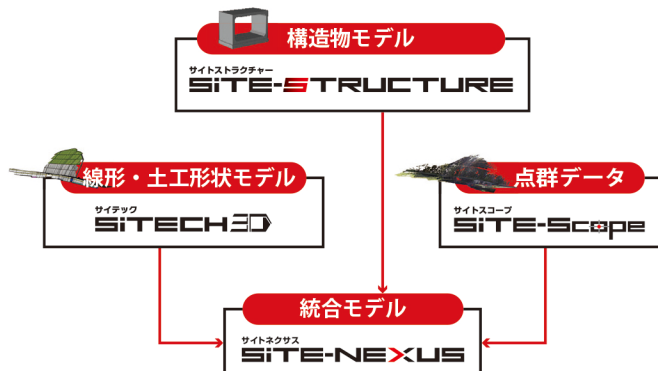 構造物モデル
サイトストラクチャー
SiTE-STRUCTURE
線形・土工形状モデル
サイテック
SiTECH3D
点群データ
サイトスコープ
SiTE-Scope
統合モデル
サイトネクサス
SiTE-NEXUS